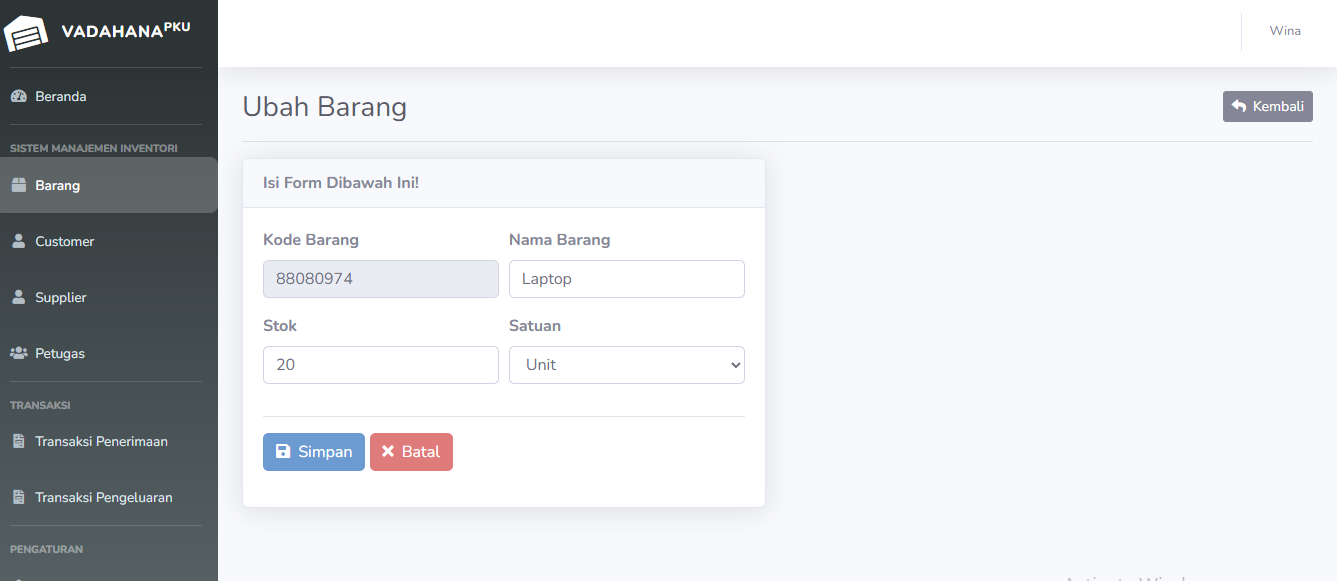 VADAHANA PKU
Wina
Beranda
SISTEM MANAJEMEN INVENTORI
Barang
Customer
Supplier
Petugas
TRANSAKSI
Transaksi Penerimaan
Transaksi Pengeluaran
PENGATURAN
Ubah Barang
Kembali
Isi Form Dibawah Ini!
Kode Barang Nama Barang
88080974 Laptop
Stok Satuan
20 Unit
Simpan Batal